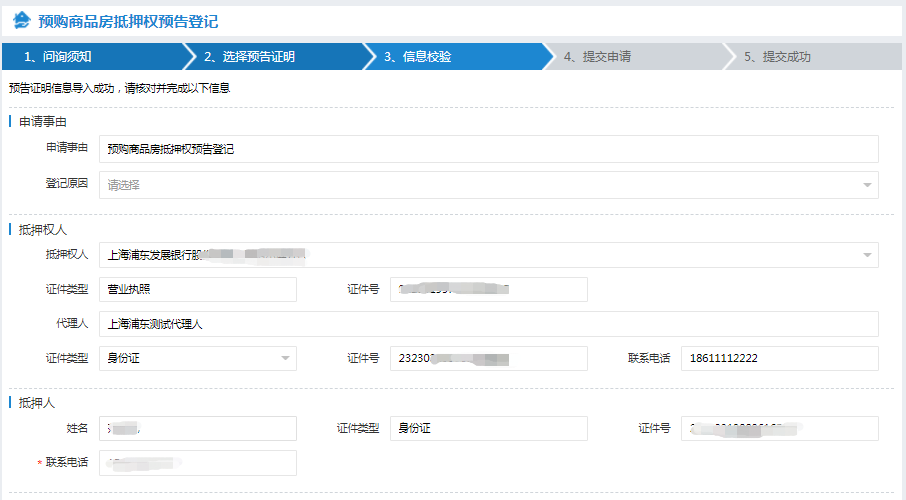 预购商品房抵押权预告登记
1、问询须知 2、选择预告证明 3、信息校验 4、提交申请 5、提交成功
预告证明信息导入成功，请核对并完成以下信息
申请事由
申请事由 预购商品房抵押权预告登记
登记原因 请选择
抵押权人
抵押权人 上海浦东发展银行股
证件类型 营业执照 证件号
代理人 上海浦东测试代理人
证件类型 身份证 证件号 23230 联系电话 18611112222
抵押人
姓名 证件类型 身份证 证件号
* 联系电话